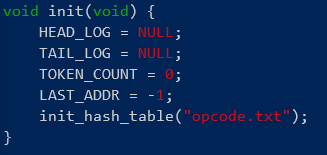 void init(void) {
    HEAD_LOG = NULL;
    TAIL_LOG = NULL;
    TOKEN_COUNT = 0;
    LAST_ADDR = -1;
    init_hash_table("opcode.txt");
}